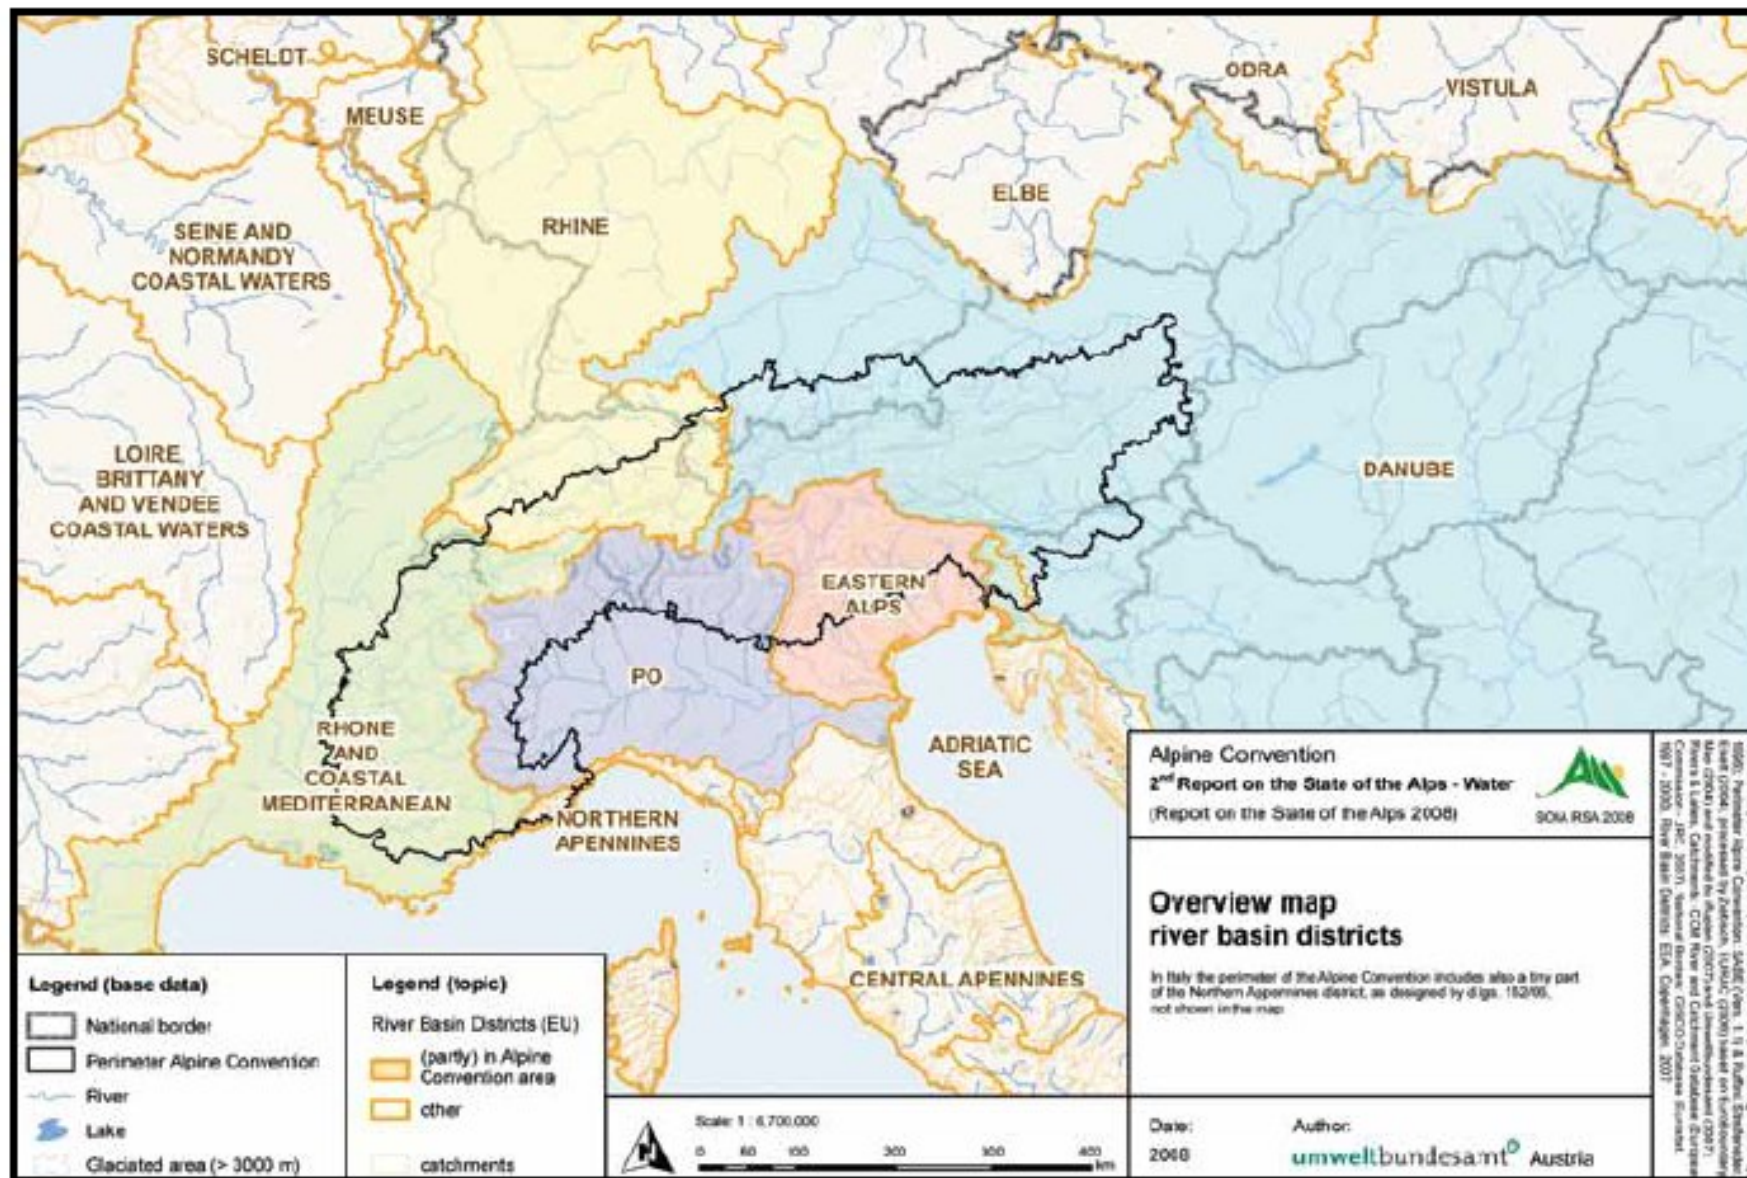 SCHELDT
MEUSE
ODRA
VISTULA
ELBE
RHINE
SEINE AND
NORMANDY
COASTAL WATERS
LOIRE,
BRITTANY
AND VENDEE
COASTAL WATERS
DANUBE
EASTERN
ALPS
PO
RHONE
AND
COASTAL
MEDITERRANEAN
NORTHERN
APENNINES
ADRIATIC
SEA
CENTRAL APENNINES
Alpine Convention
2nd Report on the State of the Alps - Water
(Report on the State of the Alps 2008)
SOIA RSA 2008
Overview map
river basin districts
In Italy the perimeter of the Alpine Convention includes also a tiny part
of the Northern Appennines district, as designed by d.lgs. 152/06,
not shown in the map
Legend (base data)
National border
Perimeter Alpine Convention
River
Lake
Glaciated area (> 3000 m)
Legend (topic)
River Basin Districts (EU)
(partly) in Alpine
Convention area
other
catchments
N
Scale: 1 : 6,700,000
0 50 100 200 300 400
km
Date:
2008
Author:
umweltbundesamt Austria